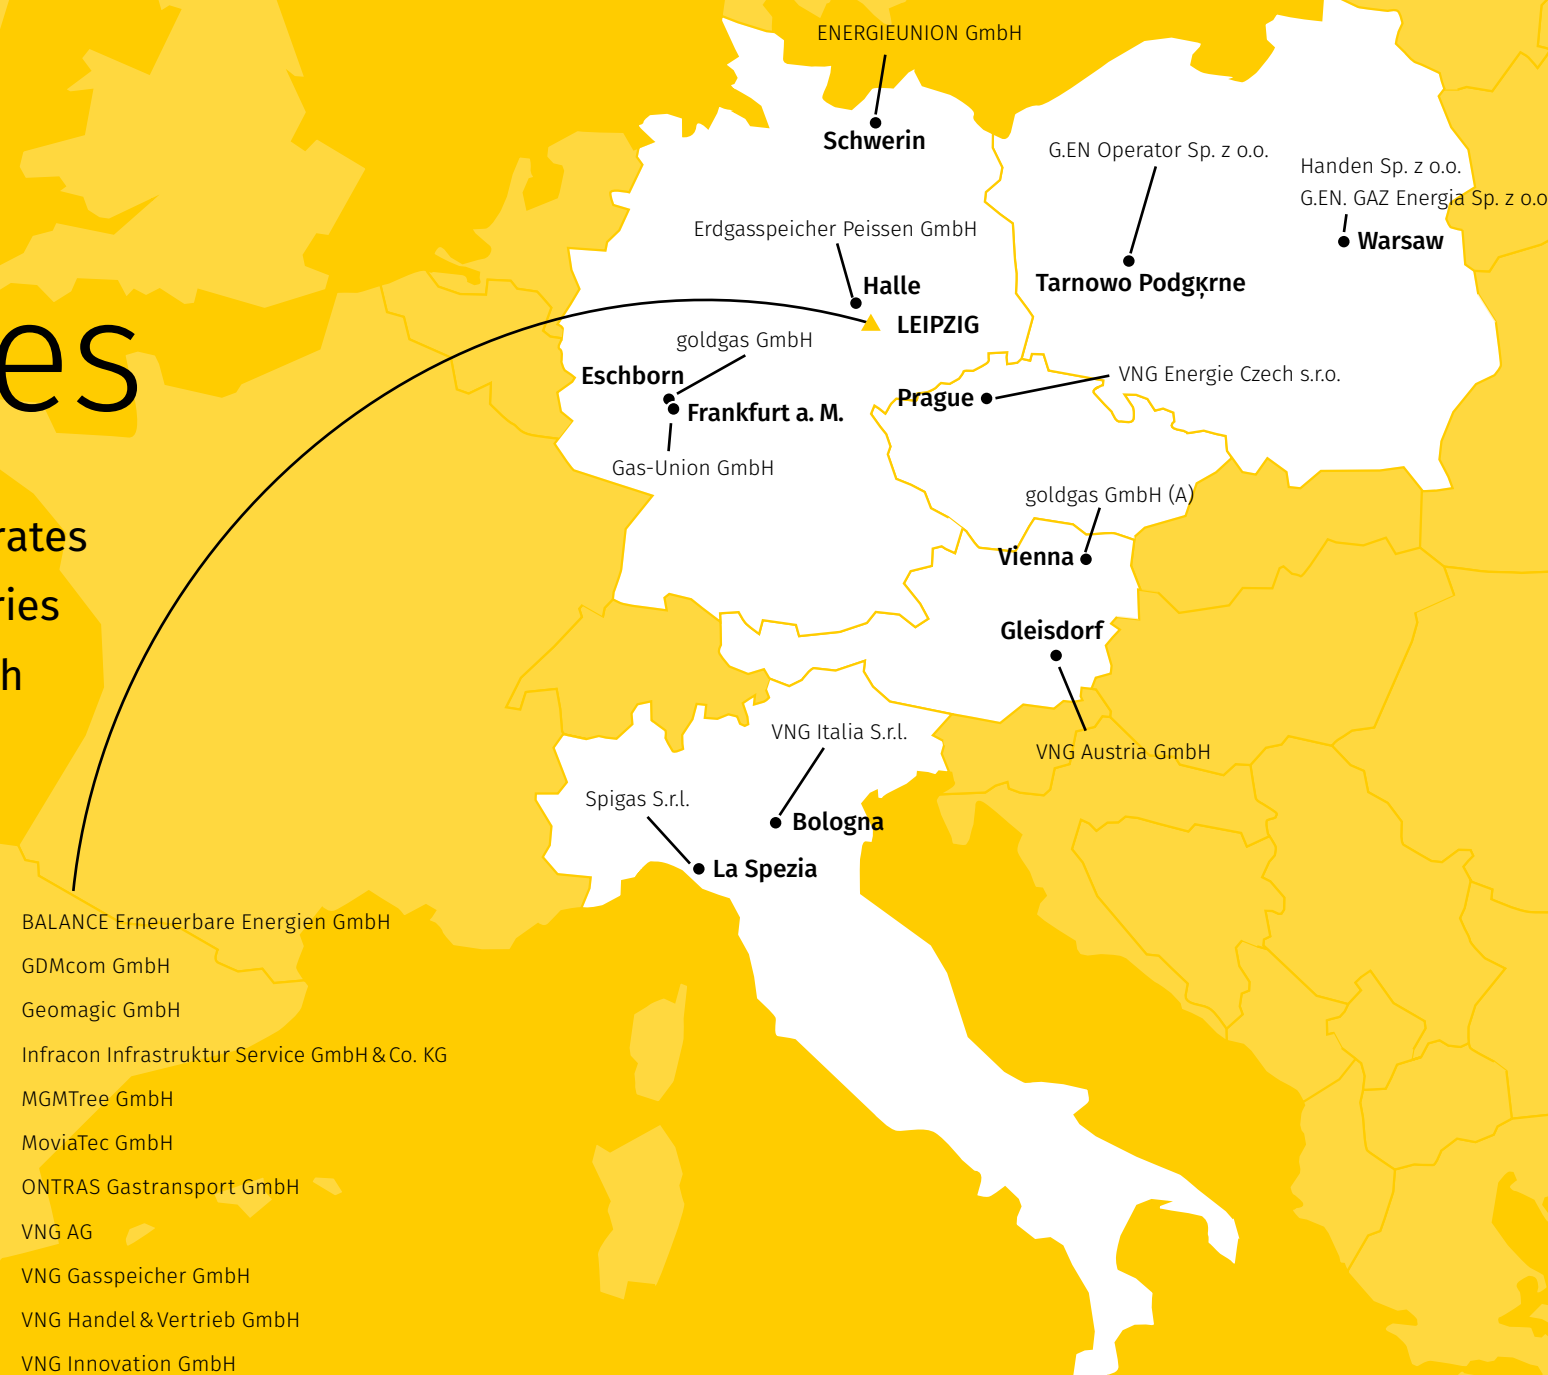 ENERGIEUNION GmbH
Schwerin
G.EN Operator Sp. z o.o.
Handen Sp. z o.o.
G.EN. GAZ Energia Sp. z o.o
Warsaw
Tarnowo Podgķrne
Erdgasspeicher Peissen GmbH
Halle
LEIPZIG
goldgas GmbH
Eschborn
Frankfurt a. M.
Gas-Union GmbH
Prague
VNG Energie Czech s.r.o.
goldgas GmbH (A)
Vienna
Gleisdorf
VNG Austria GmbH
VNG Italia S.r.l.
Bologna
Spigas S.r.l.
La Spezia
es
rates
ries
h
BALANCE Erneuerbare Energien GmbH
GDMcom GmbH
Geomagic GmbH
Infracon Infrastruktur Service GmbH & Co. KG
MGMTree GmbH
MoviaTec GmbH
ONTRAS Gastransport GmbH
VNG AG
VNG Gasspeicher GmbH
VNG Handel & Vertrieb GmbH
VNG Innovation GmbH